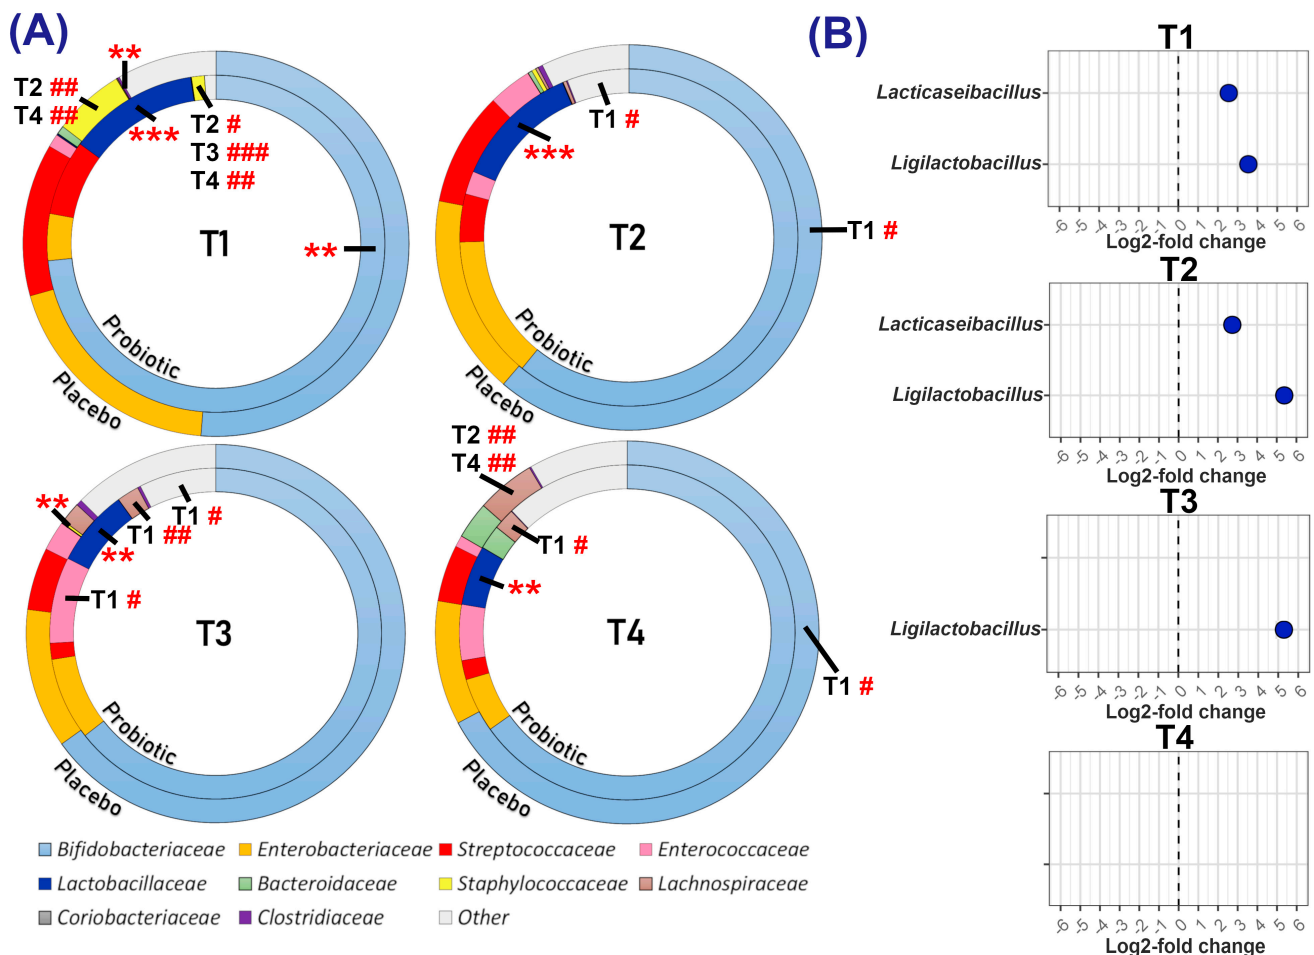 (A)
**
T2 ##
T4 ##
***
T2 #
T3 ###
T4 ##
T1
**
Probiotic
Placebo
T1 #
***
T2
T1 #
Probiotic
Placebo
**
T1 #
T1 ##
**
T1 #
T3
Probiotic
Placebo
T2 ##
T4 ##
T1 #
**
T4
T1 #
Probiotic
Placebo
Bifidobacteriaceae Enterobacteriaceae Streptococcaceae Enterococcaceae
Lactobacillaceae Bacteroidaceae Staphylococcaceae Lachnospiraceae
Coriobacteriaceae Clostridiaceae Other
(B)
T1
Lacticaseibacillus
Ligilactobacillus
-6 -5 -4 -3 -2 -1 0 1 2 3 4 5 6
Log2-fold change
T2
Lacticaseibacillus
Ligilactobacillus
-6 -5 -4 -3 -2 -1 0 1 2 3 4 5 6
Log2-fold change
T3
Ligilactobacillus
-6 -5 -4 -3 -2 -1 0 1 2 3 4 5 6
Log2-fold change
T4
-6 -5 -4 -3 -2 -1 0 1 2 3 4 5 6
Log2-fold change